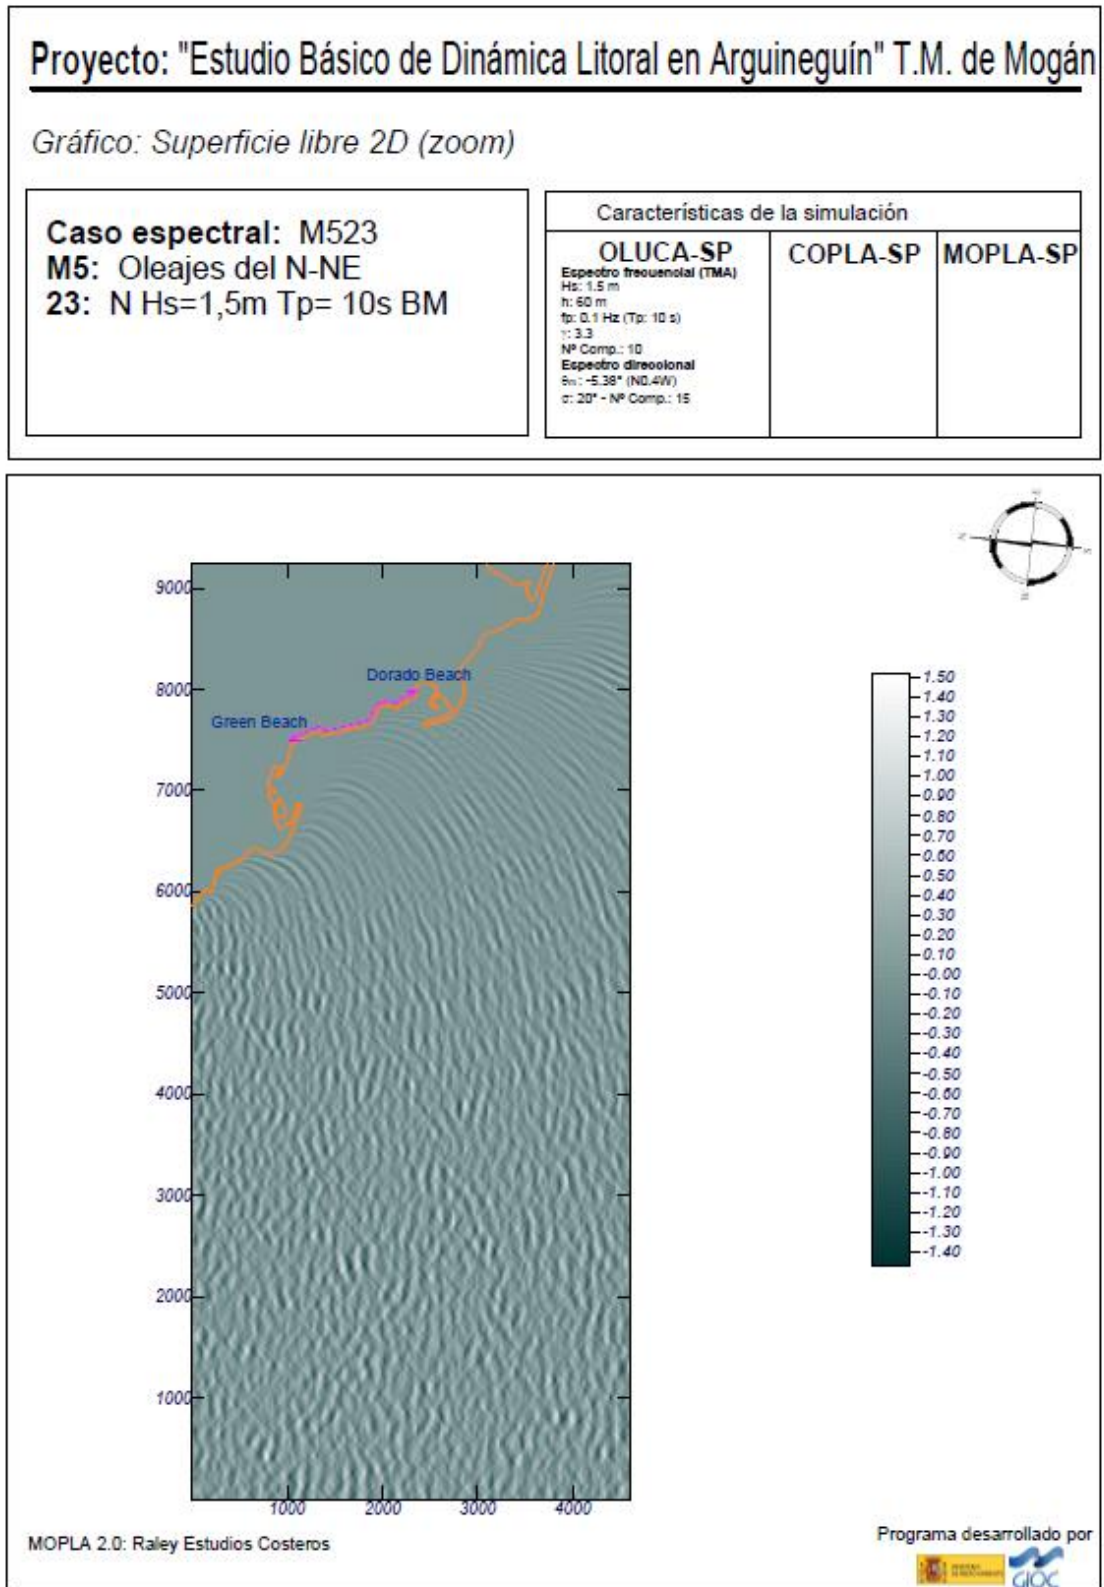 Proyecto: "Estudio Básico de Dinámica Litoral en Arguineguín" T.M. de Mogán
Gráfico: Superficie libre 2D (zoom)
Caso espectral: M523
M5: Oleajes del N-NE
23: N Hs=1,5m Tp= 10s BM
Características de la simulación
OLUCA-SP
Espectro frecuencial (TMA)
Hs: 1.5 m
h: 60 m
fp: 0.1 Hz (Tp: 10 s)
γ: 3.3
Nº Comp.: 10
Espectro direccional
θm: -5.38° (N0.4W)
σ: 20° - Nº Comp.: 15
COPLA-SP
MOPLA-SP
N
S
9000
8000
7000
6000
5000
4000
3000
2000
1000
Dorado Beach
Green Beach
1000
2000
3000
4000
1.50
1.40
1.30
1.20
1.10
1.00
0.90
0.80
0.70
0.60
0.50
0.40
0.30
0.20
0.10
-0.00
-0.10
-0.20
-0.30
-0.40
-0.50
-0.60
-0.70
-0.80
-0.90
-1.00
-1.10
-1.20
-1.30
-1.40
MOPLA 2.0: Raley Estudios Costeros
Programa desarrollado por
GIOC